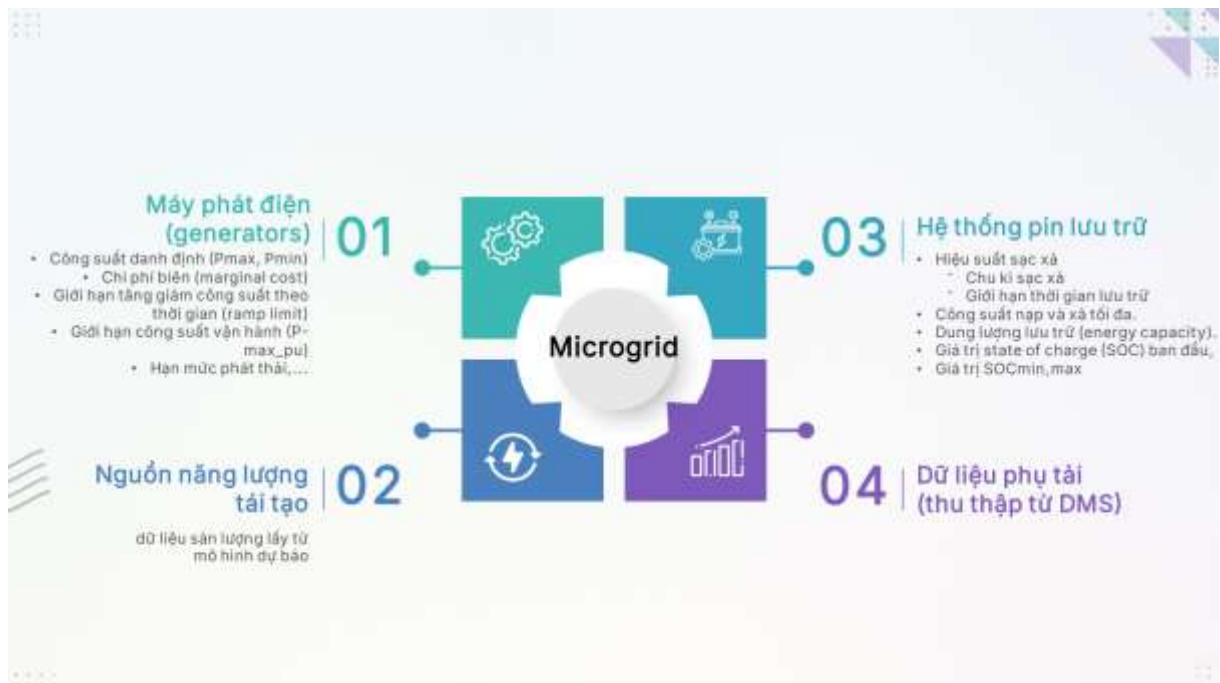 Máy phát điện
(generators)
01
• Công suất danh định (Pmax, Pmin)
• Chi phí biên (marginal cost)
• Giới hạn tăng giảm công suất theo
thời gian (ramp limit)
• Giới hạn công suất vận hành (P-
max_pu)
• Hạn mức phát thải,...
Nguồn năng lượng
tái tạo
02
dữ liệu sản lượng lấy từ
mô hình dự báo
Microgrid
03
Hệ thống pin lưu trữ
• Hiệu suất sạc xả
- Chu kì sạc xả
- Giới hạn thời gian lưu trữ
• Công suất nạp và xả tối đa.
• Dung lượng lưu trữ (energy capacity).
• Giá trị state of charge (SOC) ban đầu,
• Giá trị SOCmin,max
04
Dữ liệu phụ tải
(thu thập từ DMS)